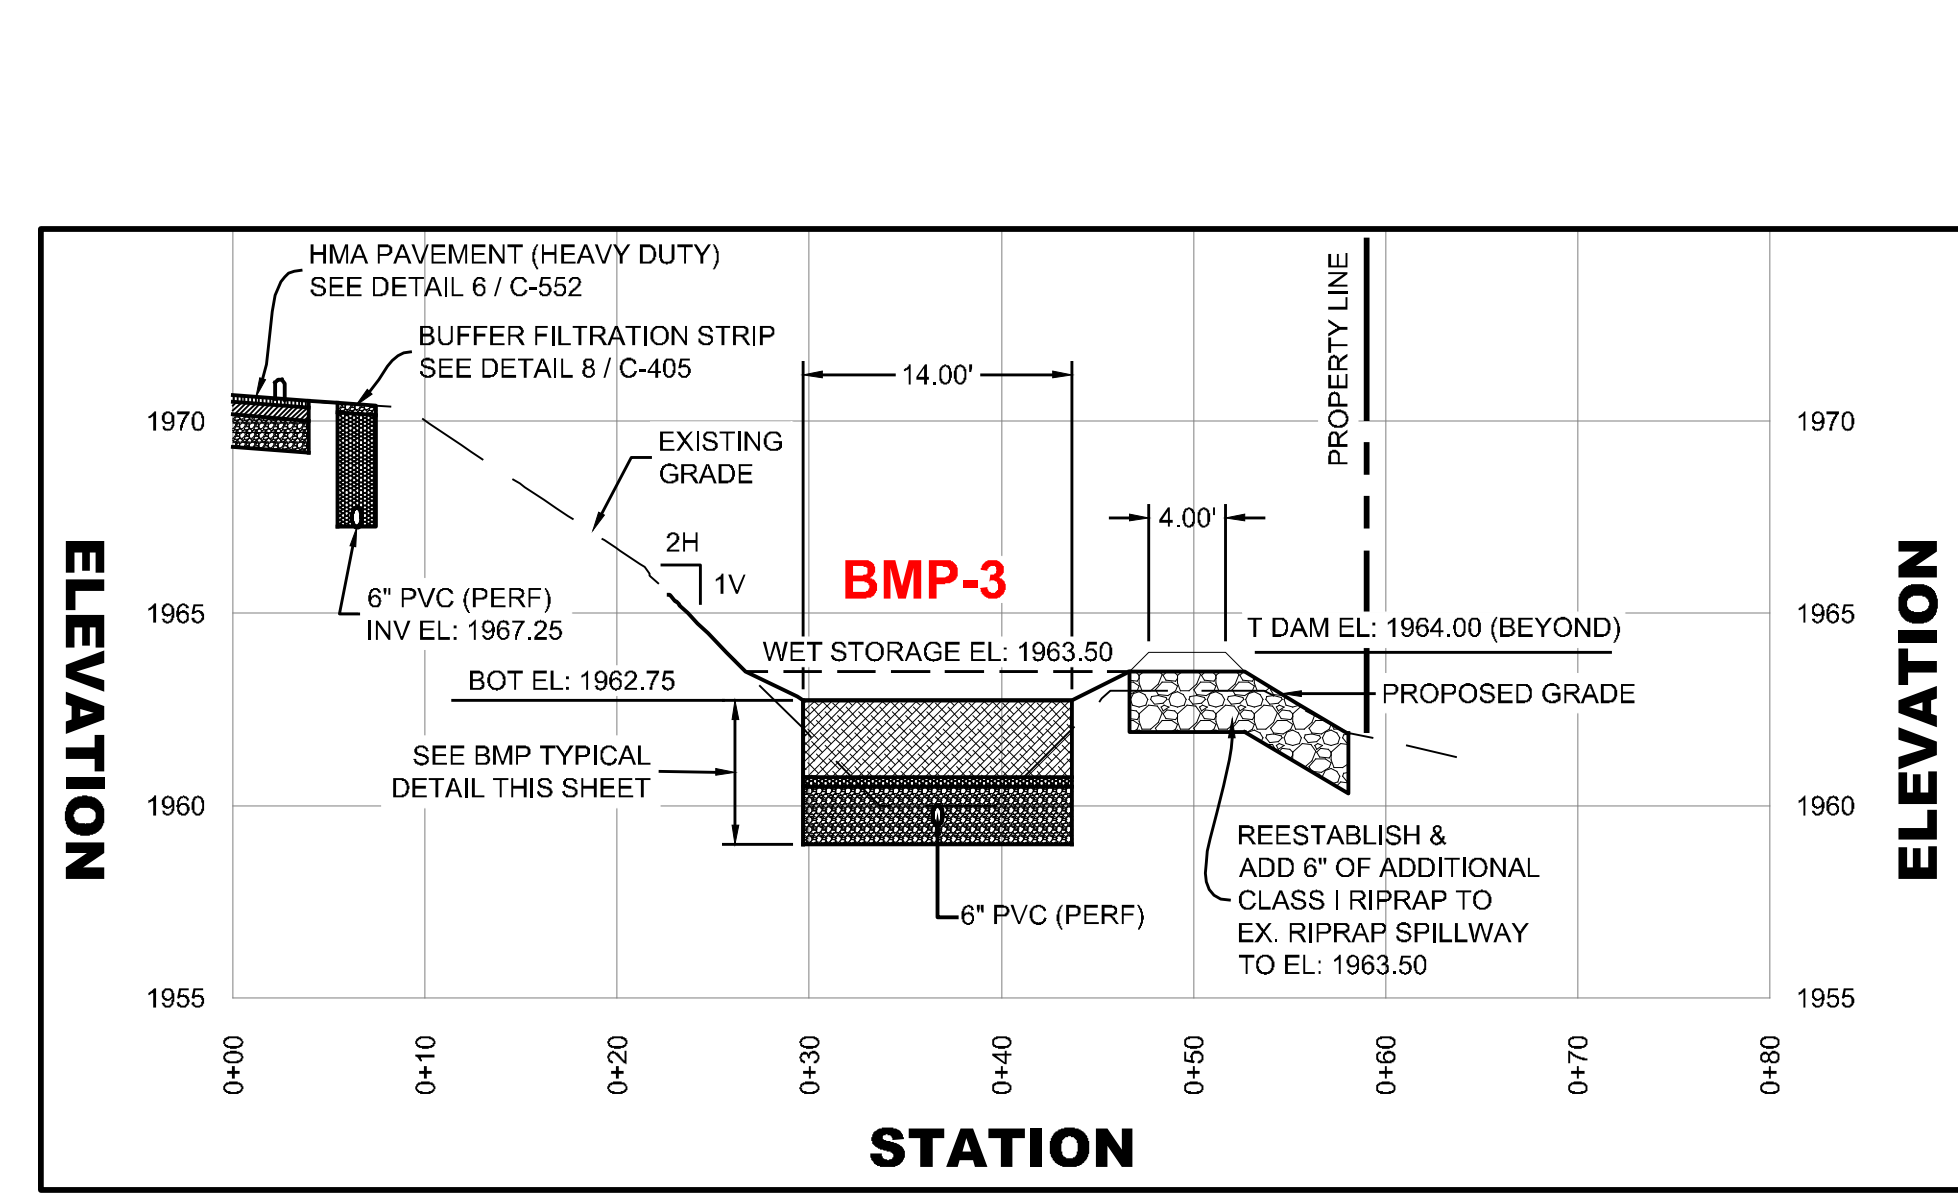 HMA PAVEMENT (HEAVY DUTY)
SEE DETAIL 6 / C-552
BUFFER FILTRATION STRIP
SEE DETAIL 8 / C-405
14.00'
PROPERTY LINE
1970
1970
EXISTING
GRADE
4.00'
2H
1V
BMP-3
6" PVC (PERF)
INV EL: 1967.25
1965
1965
T DAM EL: 1964.00 (BEYOND)
WET STORAGE EL: 1963.50
BOT EL: 1962.75
PROPOSED GRADE
SEE BMP TYPICAL
DETAIL THIS SHEET
ELEVATION
ELEVATION
1960
1960
REESTABLISH &
ADD 6" OF ADDITIONAL
CLASS I RIPRAP TO
EX. RIPRAP SPILLWAY
TO EL: 1963.50
6" PVC (PERF)
1955
1955
0+00
0+10
0+20
0+30
0+40
0+50
0+60
0+70
0+80
STATION